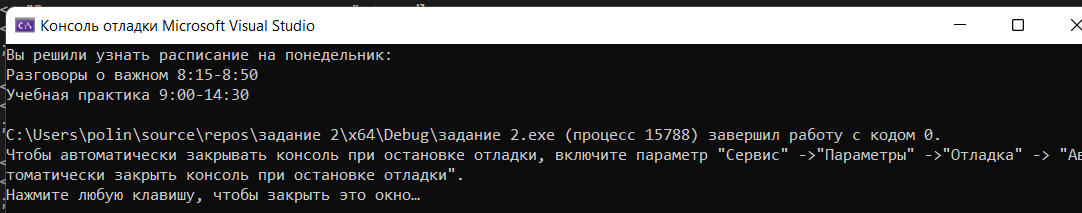 Консоль отладки Microsoft Visual Studio
Вы решили узнать расписание на понедельник:
Разговоры о важном 8:15-8:50
Учебная практика 9:00-14:30
C:\Users\polin\source\repos\задание 2\x64\Debug\задание 2.exe (процесс 15788) завершил работу с кодом 0.
Чтобы автоматически закрывать консоль при остановке отладки, включите параметр "Сервис" ->"Параметры" ->"Отладка" -> "Ав
томатически закрыть консоль при остановке отладки".
Нажмите любую клавишу, чтобы закрыть это окно…